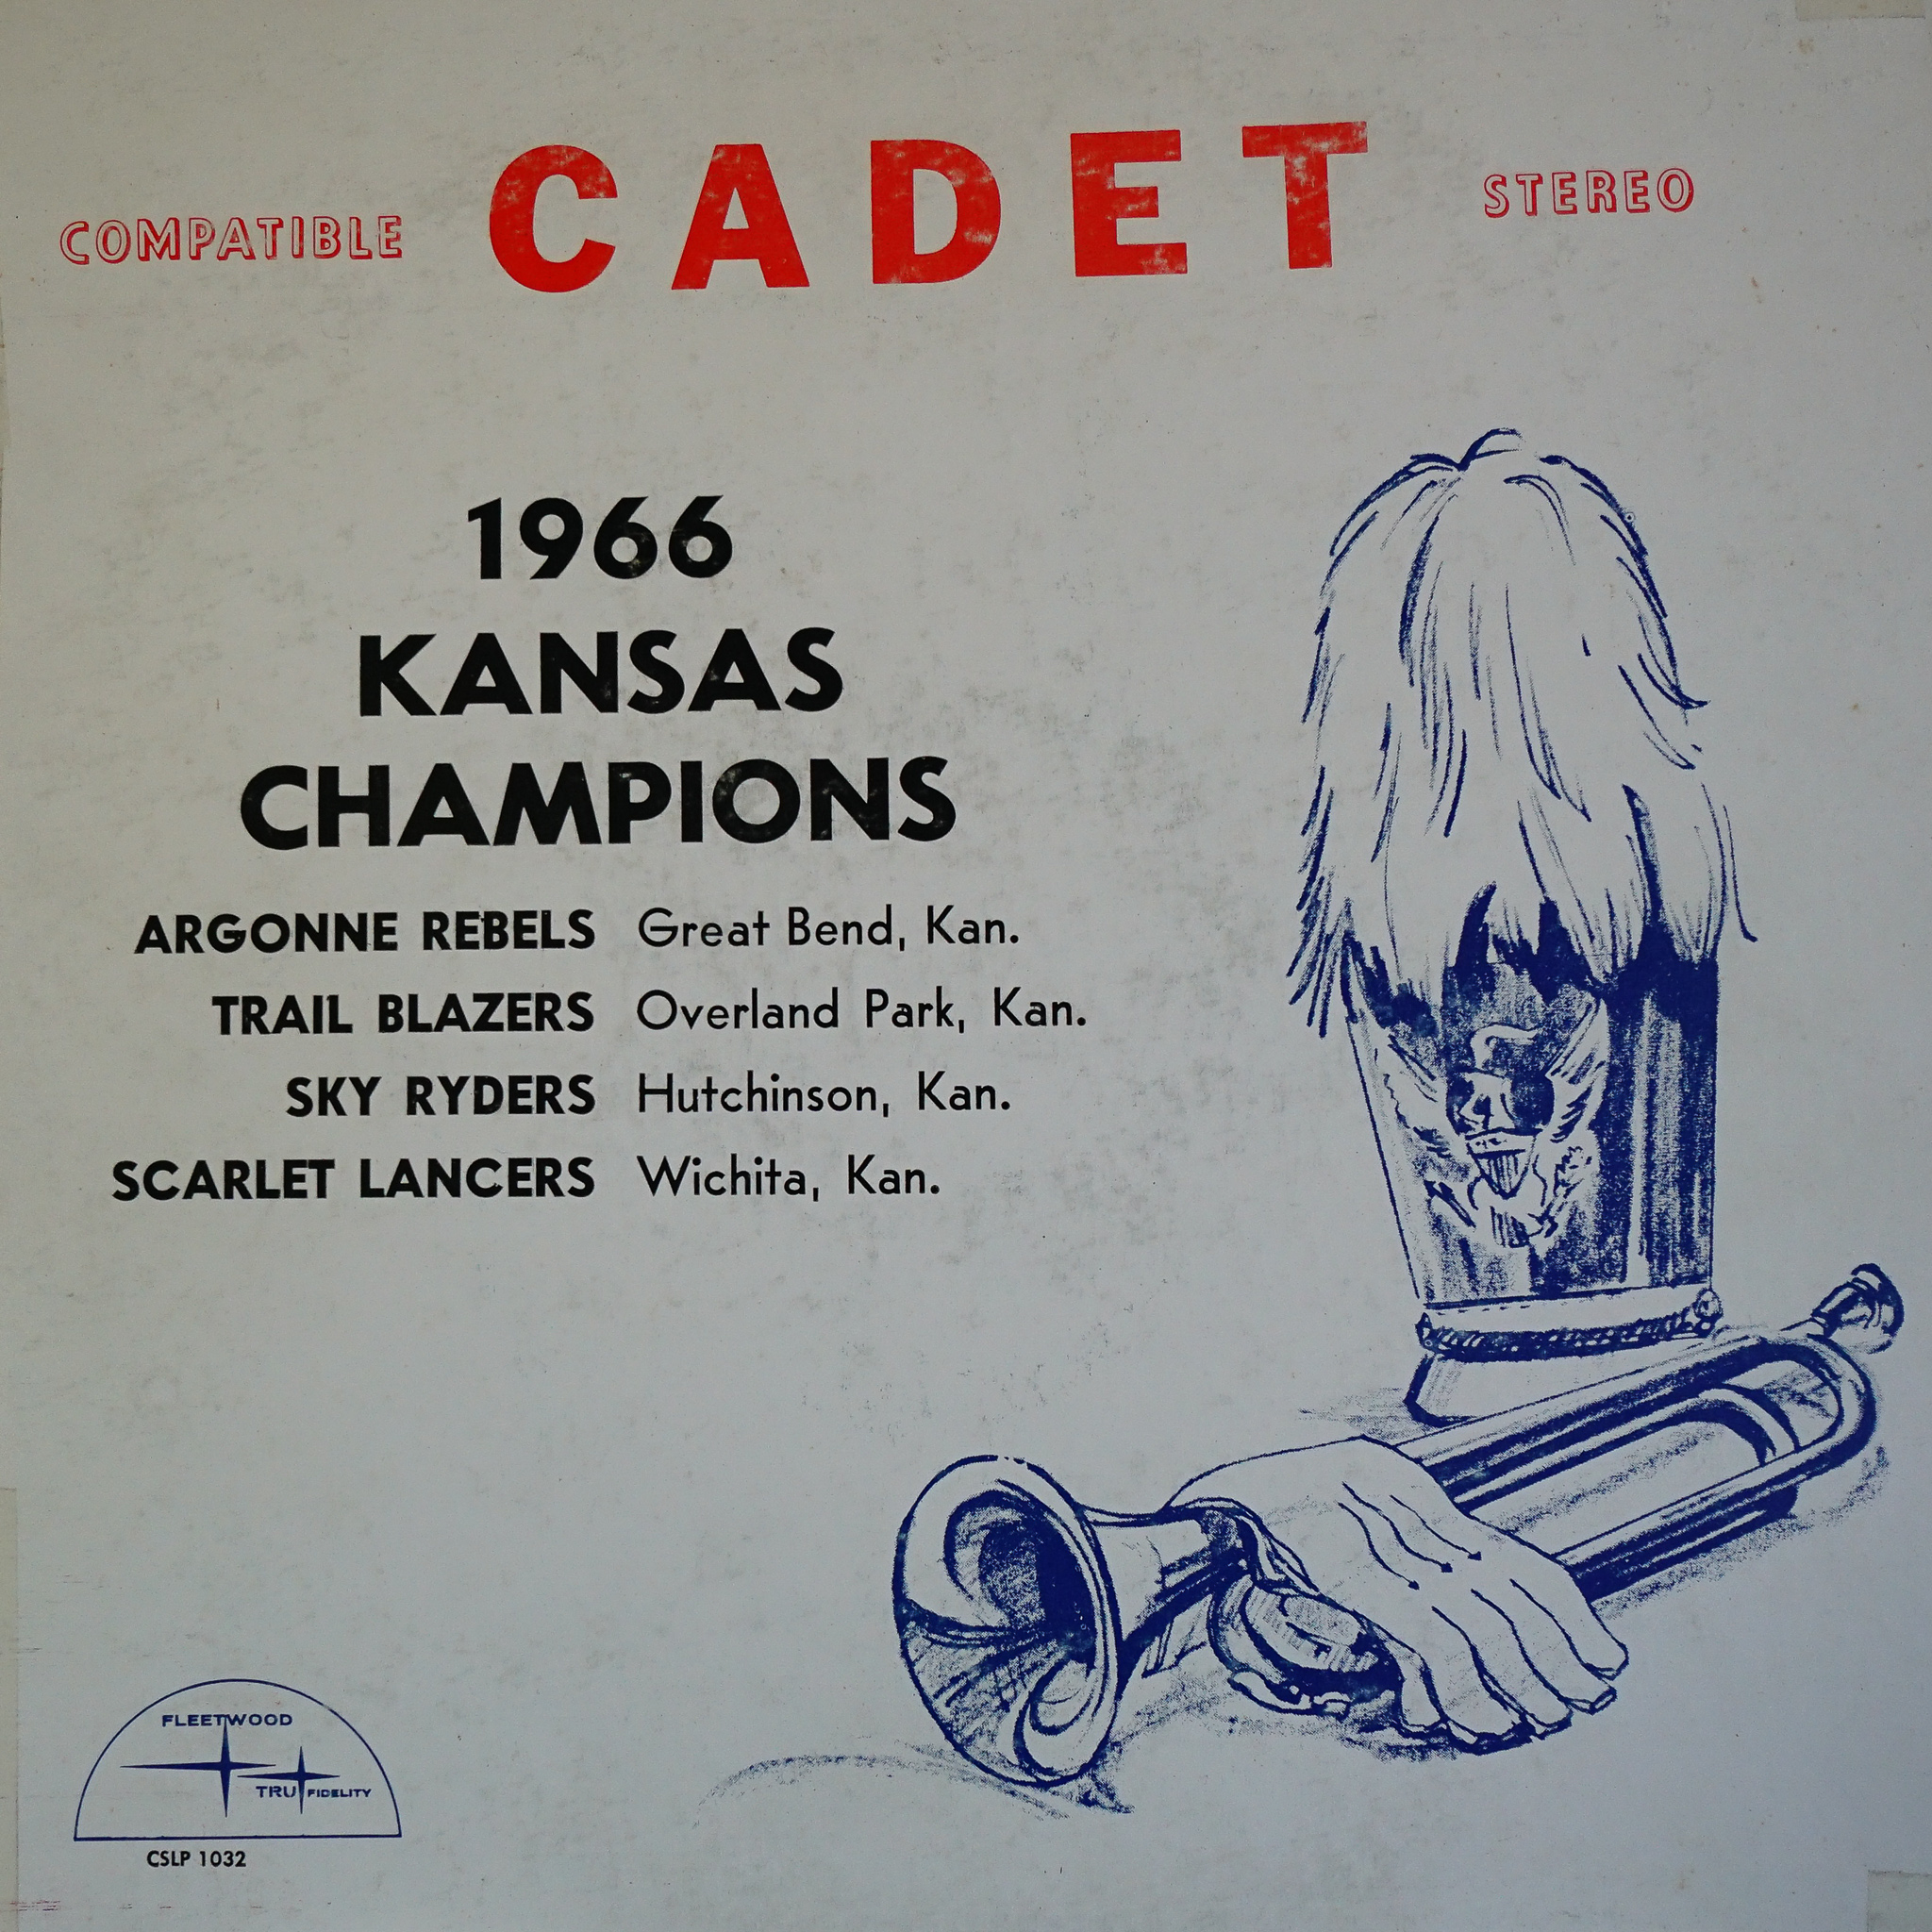 COMPATIBLE CADET STEREO
1966
KANSAS
CHAMPIONS
ARGONNE REBELS Great Bend, Kan.
TRAIL BLAZERS Overland Park, Kan.
SKY RYDERS Hutchinson, Kan.
SCARLET LANCERS Wichita, Kan.
FLEETWOOD
TRU FIDELITY
CSLP 1032